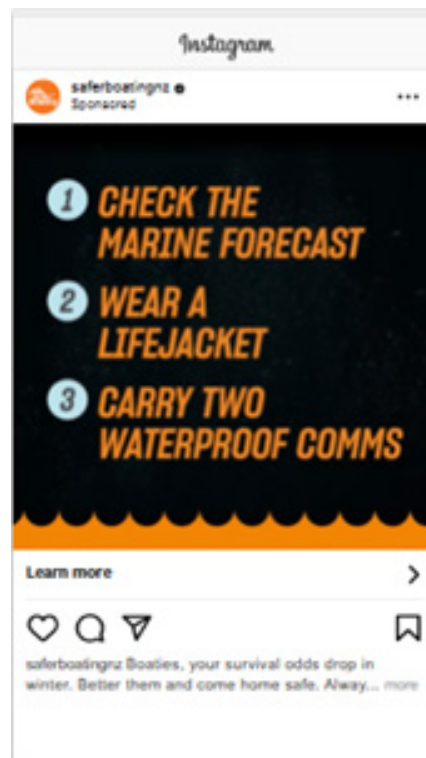 Instagram
saferboatingnz
Sponsored
1 CHECK THE
MARINE FORECAST
2 WEAR A
LIFEJACKET
3 CARRY TWO
WATERPROOF COMMS
Learn more
saferboatingnz Boaties, your survival odds drop in
winter. Better them and come home safe. Alway... more